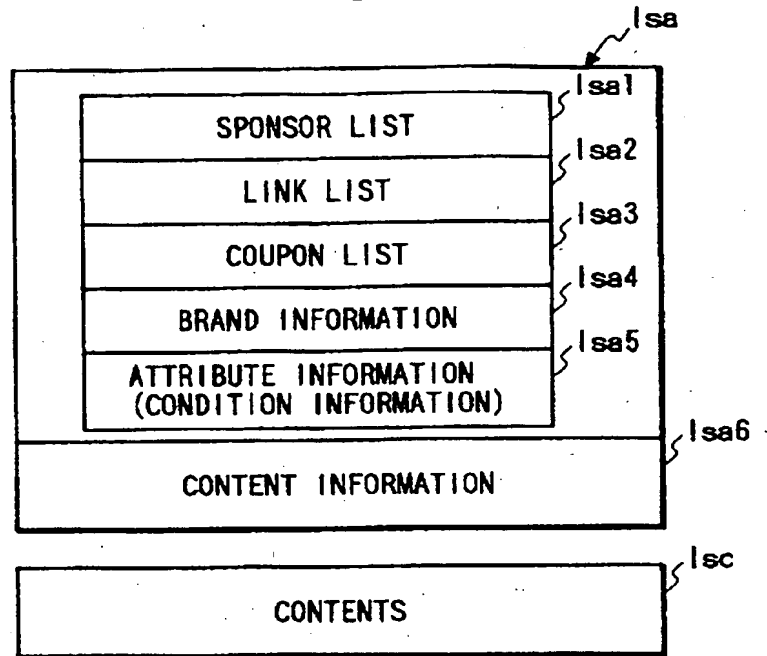 Isa
SPONSOR LIST
Isa1
LINK LIST
Isa2
COUPON LIST
Isa3
BRAND INFORMATION
Isa4
ATTRIBUTE INFORMATION
(CONDITION INFORMATION)
Isa5
CONTENT INFORMATION
Isa6
CONTENTS
Isc